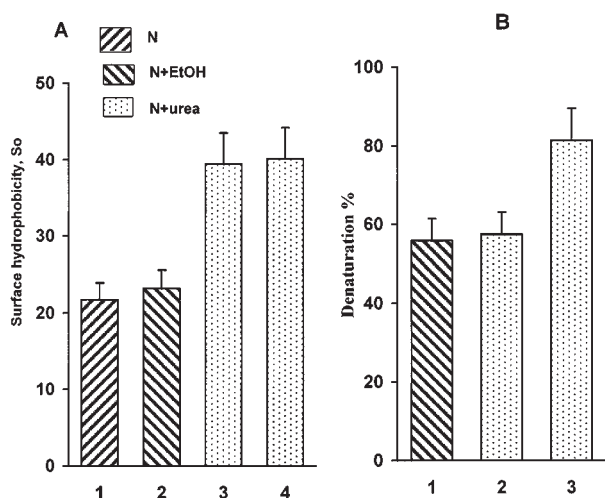 A
N
N+EtOH
N+urea
Surface hydrophobicity, So
50
40
30
20
10
0
1 2 3 4
B
Denaturation %
100
80
60
40
20
0
1 2 3